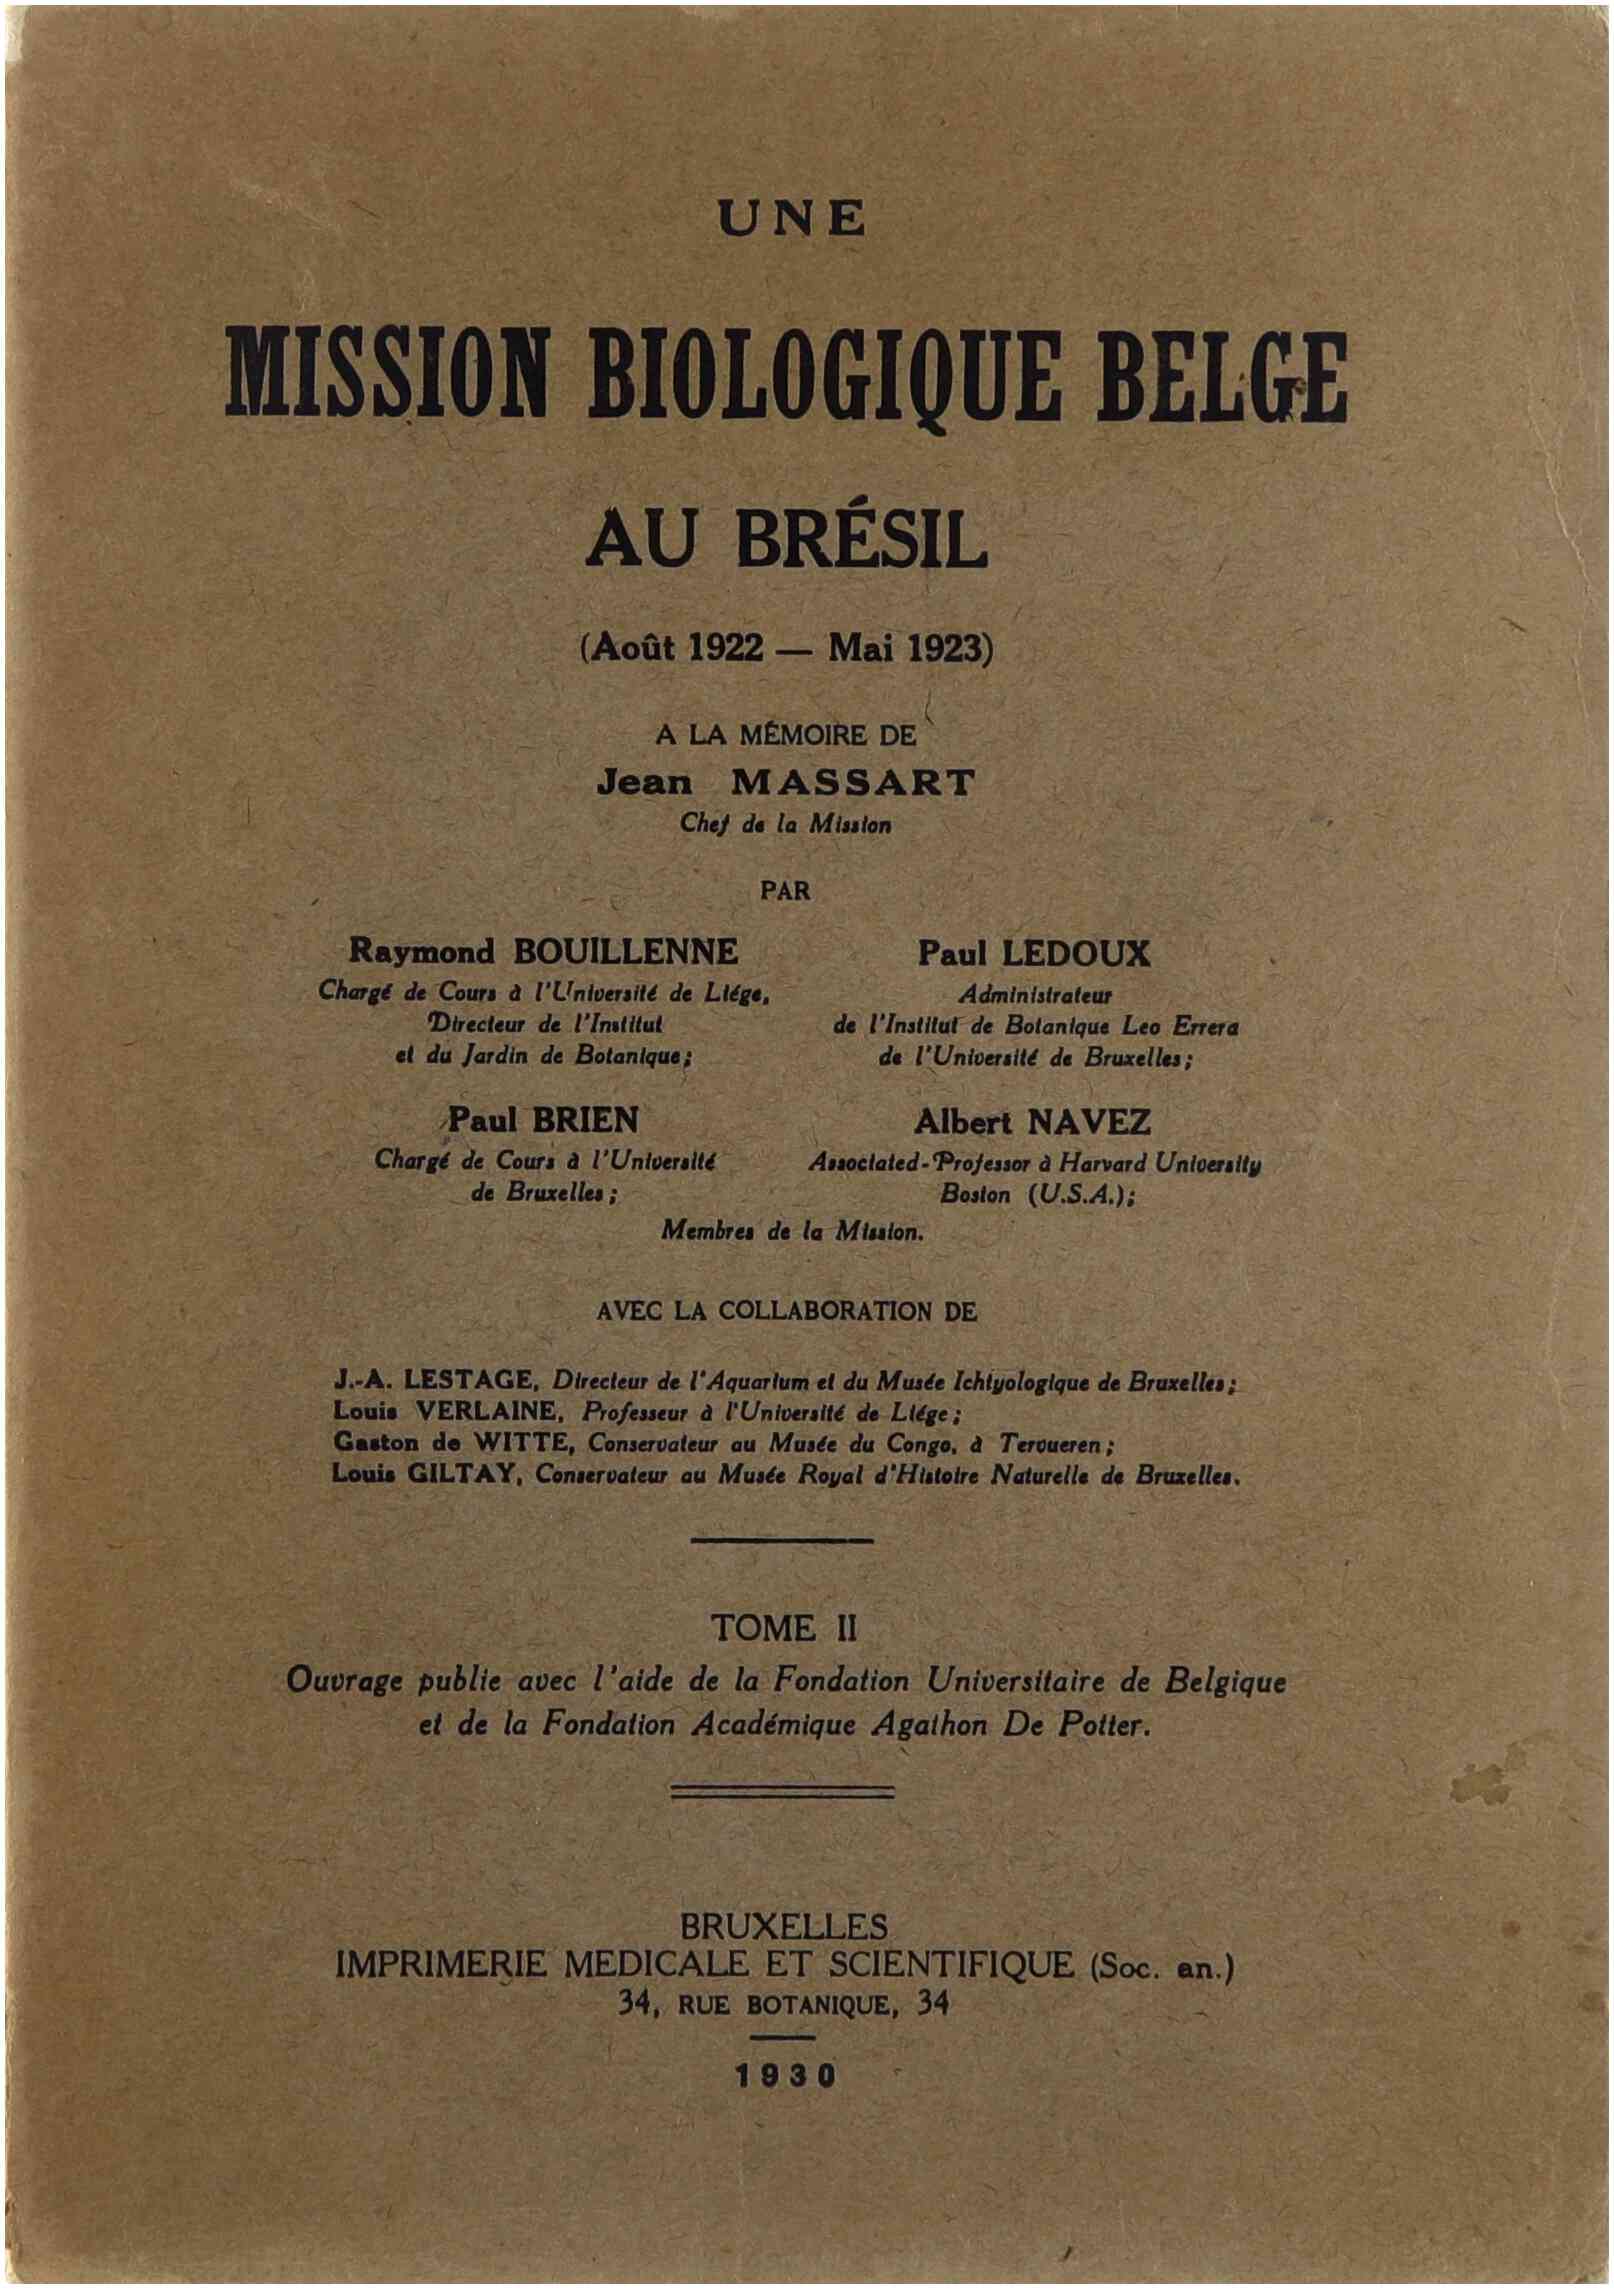 UNE
MISSION BIOLOGIQUE BELGE
AU BRÉSIL
(Août 1922 — Mai 1923)
A LA MÉMOIRE DE
Jean MASSART
Chef de la Mission
PAR
Raymond BOUILLENNE
Chargé de Cours à l'Université de Liége,
Directeur de l'Institut
et du Jardin de Botanique;
Paul LEDOUX
Administrateur
de l'Institut de Botanique Leo Errera
de l'Université de Bruxelles;
Paul BRIEN
Chargé de Cours à l'Université
de Bruxelles;
Albert NAVEZ
Associated-Professor à Harvard University
Boston (U.S.A.);
Membres de la Mission.
AVEC LA COLLABORATION DE
J.-A. LESTAGE, Directeur de l'Aquarium et du Musée Ichtyologique de Bruxelles;
Louis VERLAINE, Professeur à l'Université de Liége;
Gaston de WITTE, Conservateur au Musée du Congo, à Tervueren;
Louis GILTAY, Conservateur au Musée Royal d'Histoire Naturelle de Bruxelles.
TOME II
Ouvrage publie avec l'aide de la Fondation Universitaire de Belgique
et de la Fondation Académique Agathon De Potter.
BRUXELLES
IMPRIMERIE MEDICALE ET SCIENTIFIQUE (Soc. an.)
34, RUE BOTANIQUE, 34
1930